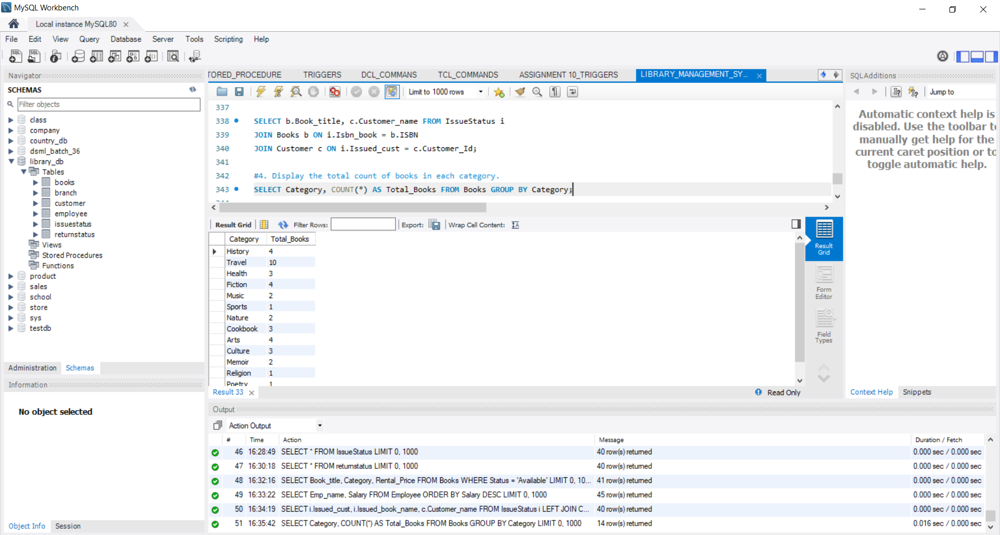 MySQL Workbench
Local instance MySQL80
File Edit View Query Database Server Tools Scripting Help
Navigator
SCHEMAS
Filter objects
class
company
country_db
dsml_batch_36
library_db
Tables
books
branch
customer
employee
issuestatus
returnstatus
Views
Stored Procedures
Functions
product
sales
school
store
sys
testdb
Administration Schemas
Information
No object selected
Object Info Session
TORED_PROCEDURE TRIGGERS DCL_COMMANS TCL_COMMANDS ASSIGNMENT 10_TRIGGERS LIBRARY_MANAGEMENT_SY...
Limit to 1000 rows
337
338 SELECT b.Book_title, c.Customer_name FROM IssueStatus i
339 JOIN Books b ON i.Isbn_book = b.ISBN
340 JOIN Customer c ON i.Issued_cust = c.Customer_Id;
341
342 #4. Display the total count of books in each category.
343 SELECT Category, COUNT(*) AS Total_Books FROM Books GROUP BY Category;
Result Grid Filter Rows: Export: Wrap Cell Content:
Category Total_Books
History 4
Travel 10
Health 3
Fiction 4
Music 2
Sports 1
Nature 2
Cookbook 3
Arts 4
Culture 3
Memoir 2
Religion 1
Poetry 1
Result 33
Read Only
Result
Grid
Form
Editor
Field
Types
SQLAdditions
Jump to
Automatic context help is
disabled. Use the toolbar to
manually get help for the
current caret position or to
toggle automatic help.
Context Help Snippets
Output
Action Output
# Time Action Message Duration / Fetch
46 16:28:49 SELECT * FROM IssueStatus LIMIT 0, 1000 40 row(s) returned 0.000 sec / 0.000 sec
47 16:30:18 SELECT * FROM returnstatus LIMIT 0, 1000 40 row(s) returned 0.000 sec / 0.000 sec
48 16:32:16 SELECT Book_title, Category, Rental_Price FROM Books WHERE Status = 'Available' LIMIT 0, 10... 41 row(s) returned 0.000 sec / 0.000 sec
49 16:33:22 SELECT Emp_name, Salary FROM Employee ORDER BY Salary DESC LIMIT 0, 1000 45 row(s) returned 0.000 sec / 0.000 sec
50 16:34:19 SELECT i.Issued_cust, i.Issued_book_name, c.Customer_name FROM IssueStatus i LEFT JOIN C... 40 row(s) returned 0.000 sec / 0.000 sec
51 16:35:42 SELECT Category, COUNT(*) AS Total_Books FROM Books GROUP BY Category LIMIT 0, 1000 14 row(s) returned 0.016 sec / 0.000 sec